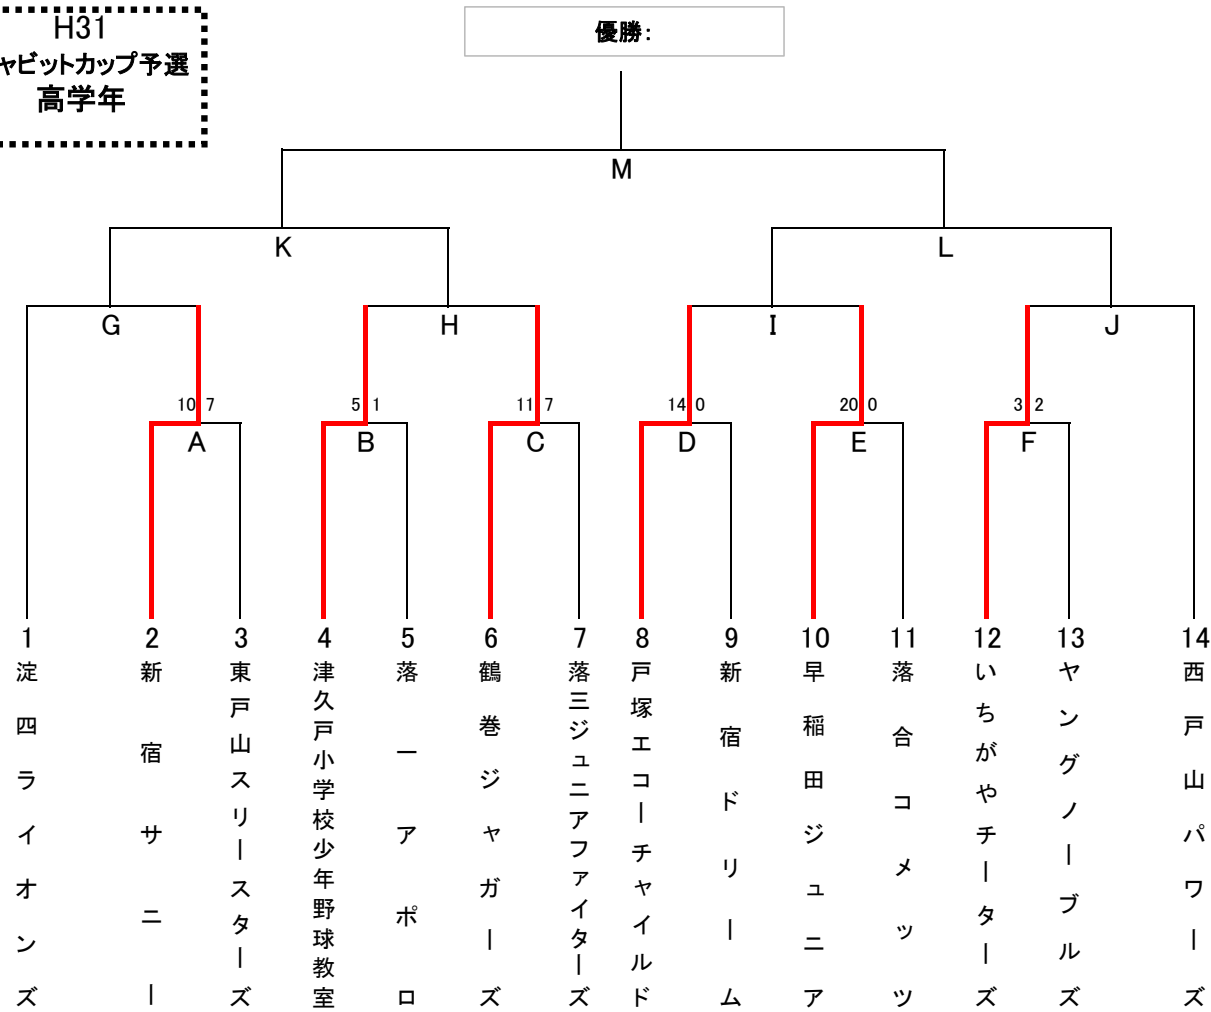 H31
ャビットカップ予選
高学年
優勝:
M
K
L
G
H
I
J
10 7
5 1
11 7
14 0
20 0
3 2
A
B
C
D
E
F
1
2
3
4
5
6
7
8
9
10
11
12
13
14
淀四ライオンズ
新宿サニー
東戸山スリースターズ
津久戸小学校少年野球教室
落一アポロ
鶴巻ジャガーズ
落三ジュニアファイターズ
戸塚エコーチャイルド
新宿ドリーム
早稲田ジュニア
落合コメッツ
いちがやチーターズ
ヤングノーブルズ
西戸山パワーズ